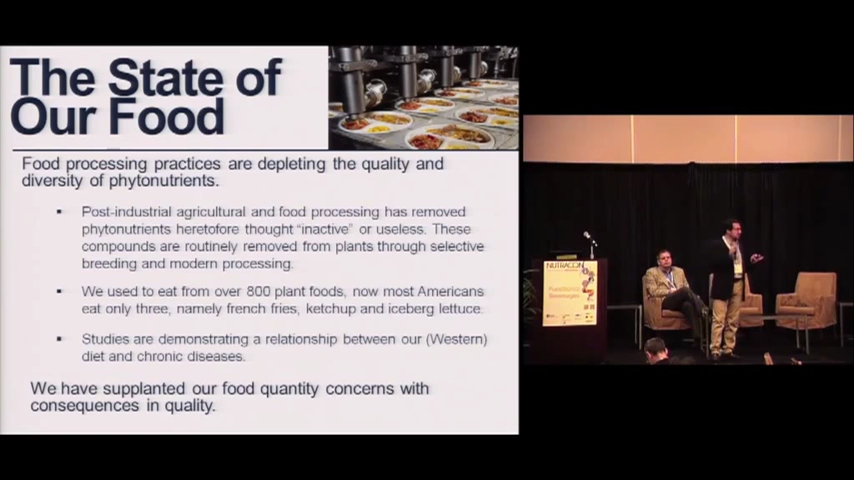 The State of
Our Food
Food processing practices are depleting the quality and
diversity of phytonutrients.
▪ Post-industrial agricultural and food processing has removed
phytonutrients heretofore thought “inactive” or useless. These
compounds are routinely removed from plants through selective
breeding and modern processing.
▪ We used to eat from over 800 plant foods, now most Americans
eat only three, namely french fries, ketchup and iceberg lettuce.
▪ Studies are demonstrating a relationship between our (Western)
diet and chronic diseases.
We have supplanted our food quantity concerns with
consequences in quality.
NUTRACON
Functional
Beverages